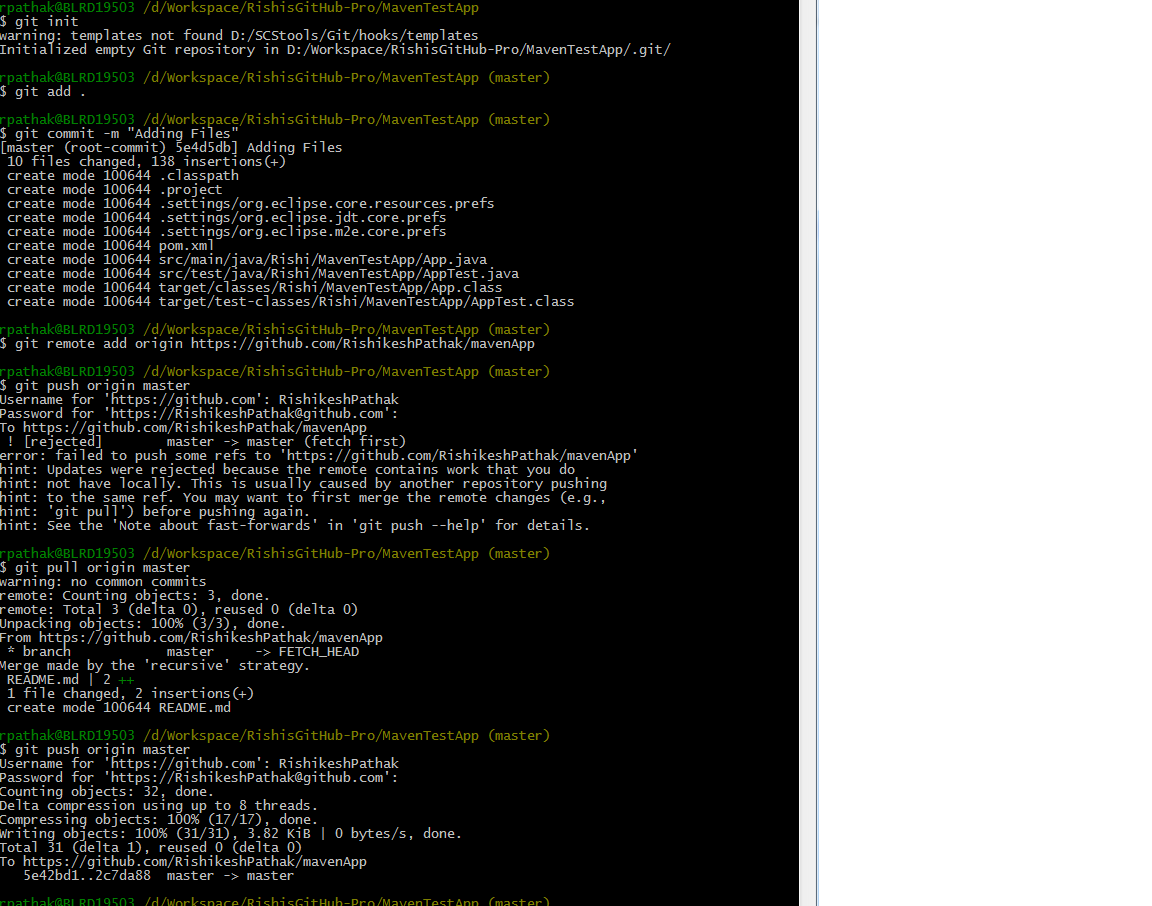 rpathak@BLRD19503 /d/Workspace/RishisGitHub-Pro/MavenTestApp
$ git init
warning: templates not found D:/SCStools/Git/hooks/templates
Initialized empty Git repository in D:/Workspace/RishisGitHub-Pro/MavenTestApp/.git/
rpathak@BLRD19503 /d/Workspace/RishisGitHub-Pro/MavenTestApp (master)
$ git add .
rpathak@BLRD19503 /d/Workspace/RishisGitHub-Pro/MavenTestApp (master)
$ git commit -m "Adding Files"
[master (root-commit) 5e4d5db] Adding Files
 10 files changed, 138 insertions(+)
 create mode 100644 .classpath
 create mode 100644 .project
 create mode 100644 .settings/org.eclipse.core.resources.prefs
 create mode 100644 .settings/org.eclipse.jdt.core.prefs
 create mode 100644 .settings/org.eclipse.m2e.core.prefs
 create mode 100644 pom.xml
 create mode 100644 src/main/java/Rishi/MavenTestApp/App.java
 create mode 100644 src/test/java/Rishi/MavenTestApp/AppTest.java
 create mode 100644 target/classes/Rishi/MavenTestApp/App.class
 create mode 100644 target/test-classes/Rishi/MavenTestApp/AppTest.class
rpathak@BLRD19503 /d/Workspace/RishisGitHub-Pro/MavenTestApp (master)
$ git remote add origin https://github.com/RishikeshPathak/mavenApp
rpathak@BLRD19503 /d/Workspace/RishisGitHub-Pro/MavenTestApp (master)
$ git push origin master
Username for 'https://github.com': RishikeshPathak
Password for 'https://RishikeshPathak@github.com':
To https://github.com/RishikeshPathak/mavenApp
 ! [rejected]        master -> master (fetch first)
error: failed to push some refs to 'https://github.com/RishikeshPathak/mavenApp'
hint: Updates were rejected because the remote contains work that you do
hint: not have locally. This is usually caused by another repository pushing
hint: to the same ref. You may want to first merge the remote changes (e.g.,
hint: 'git pull') before pushing again.
hint: See the 'Note about fast-forwards' in 'git push --help' for details.
rpathak@BLRD19503 /d/Workspace/RishisGitHub-Pro/MavenTestApp (master)
$ git pull origin master
warning: no common commits
remote: Counting objects: 3, done.
remote: Total 3 (delta 0), reused 0 (delta 0)
Unpacking objects: 100% (3/3), done.
From https://github.com/RishikeshPathak/mavenApp
 * branch            master     -> FETCH_HEAD
Merge made by the 'recursive' strategy.
 README.md | 2 ++
 1 file changed, 2 insertions(+)
 create mode 100644 README.md
rpathak@BLRD19503 /d/Workspace/RishisGitHub-Pro/MavenTestApp (master)
$ git push origin master
Username for 'https://github.com': RishikeshPathak
Password for 'https://RishikeshPathak@github.com':
Counting objects: 32, done.
Delta compression using up to 8 threads.
Compressing objects: 100% (17/17), done.
Writing objects: 100% (31/31), 3.82 KiB | 0 bytes/s, done.
Total 31 (delta 1), reused 0 (delta 0)
To https://github.com/RishikeshPathak/mavenApp
   5e42bd1..2c7da88  master -> master
rpathak@BLRD19503 /d/Workspace/RishisGitHub-Pro/MavenTestApp (master)